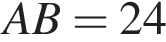 AB = 24